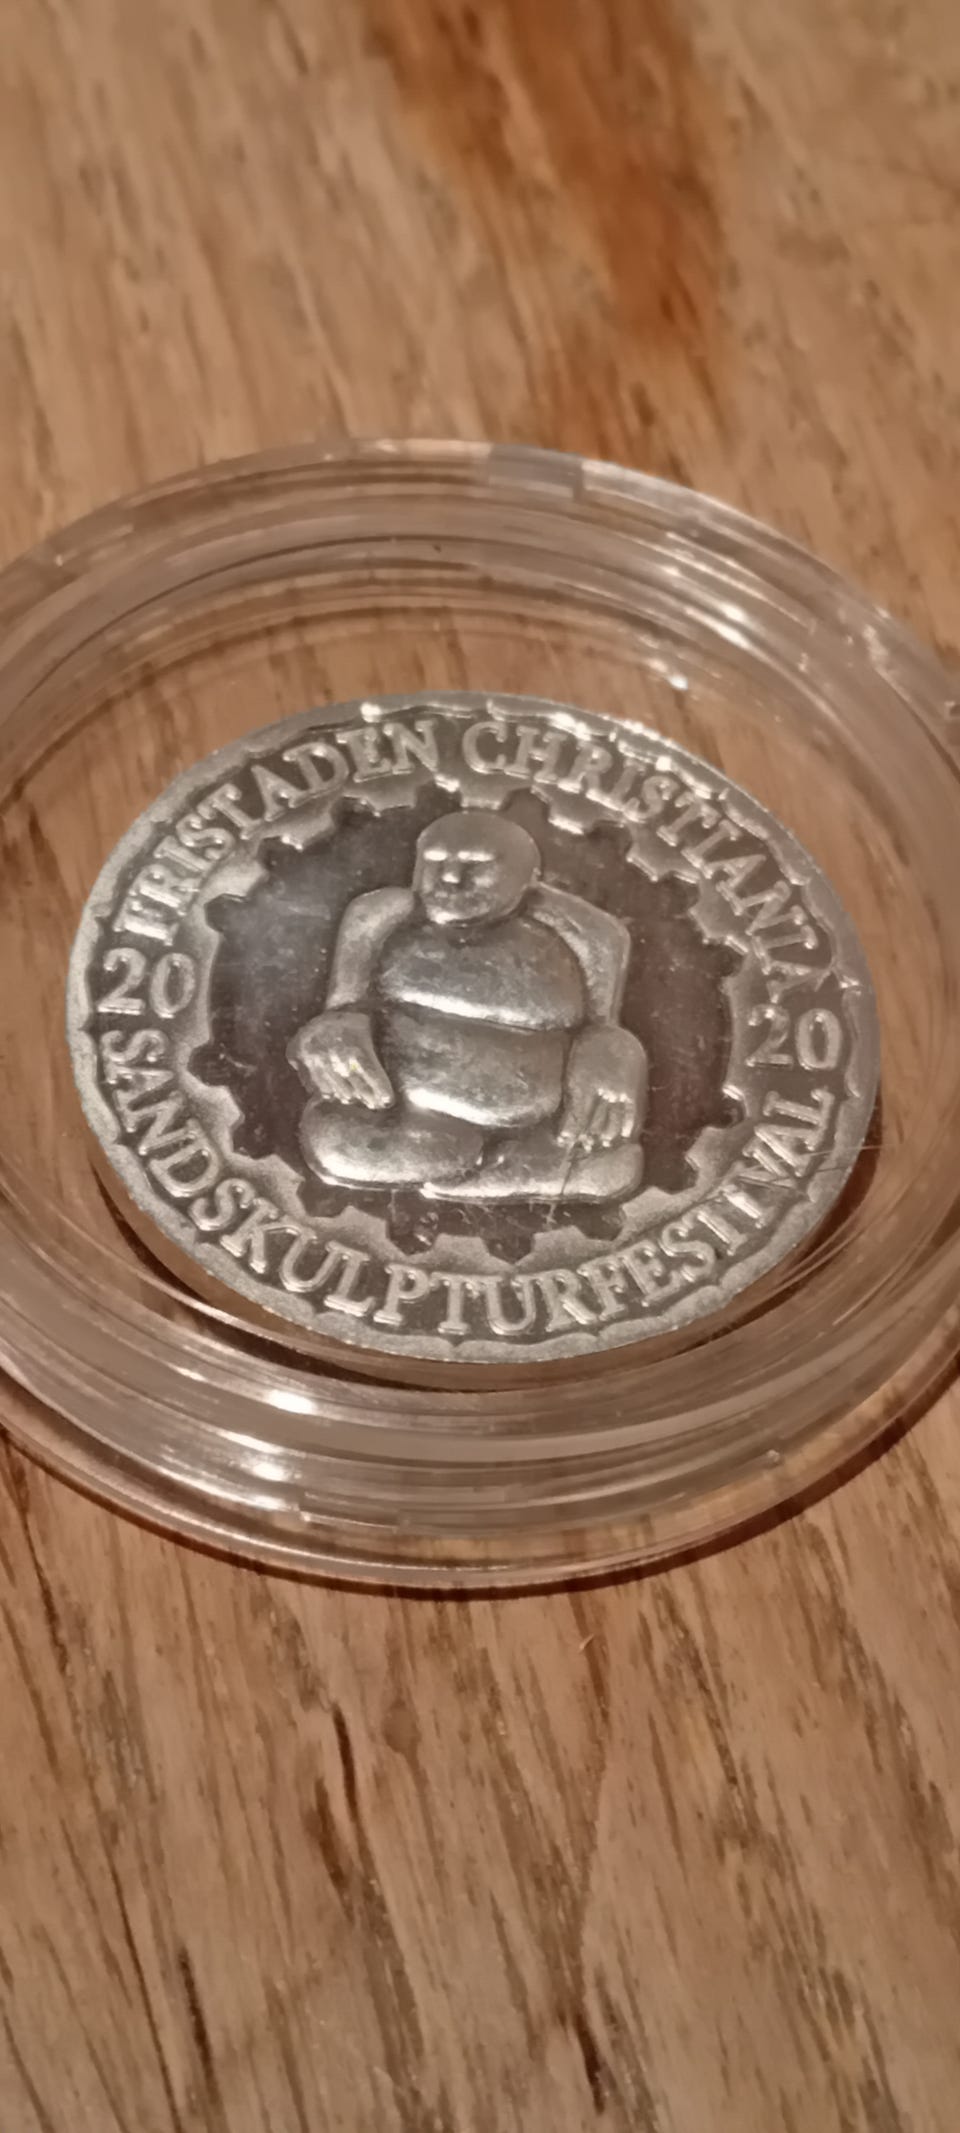 FRISTADEN CHRISTIANIA
20 20
SANDSKULPTURFESTIVAL